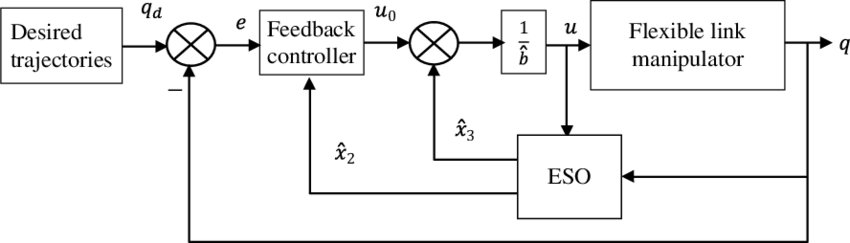 Desired
trajectories
q_d
e
Feedback
controller
u_0
1
b̂
u
Flexible link
manipulator
q
−
x̂_2
x̂_3
ESO